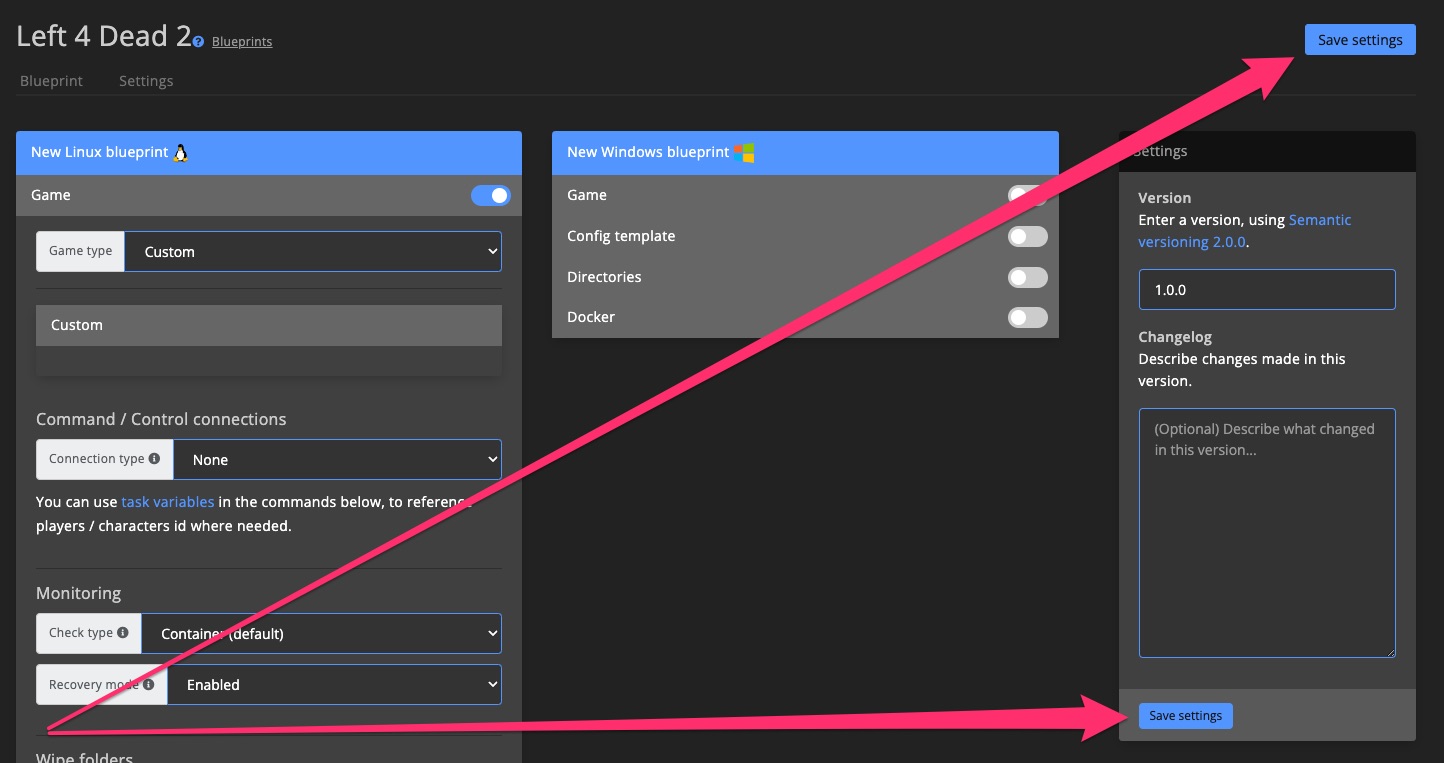 Left 4 Dead 2 Blueprints
Save settings
Blueprint Settings
New Linux blueprint
Game
Game type Custom
Custom
Command / Control connections
Connection type None
You can use task variables in the commands below, to reference
players / characters id where needed.
Monitoring
Check type Container (default)
Recovery mode Enabled
Wipe folders
New Windows blueprint
Game
Config template
Directories
Docker
Settings
Version
Enter a version, using Semantic
versioning 2.0.0.
1.0.0
Changelog
Describe changes made in this
version.
(Optional) Describe what changed
in this version...
Save settings